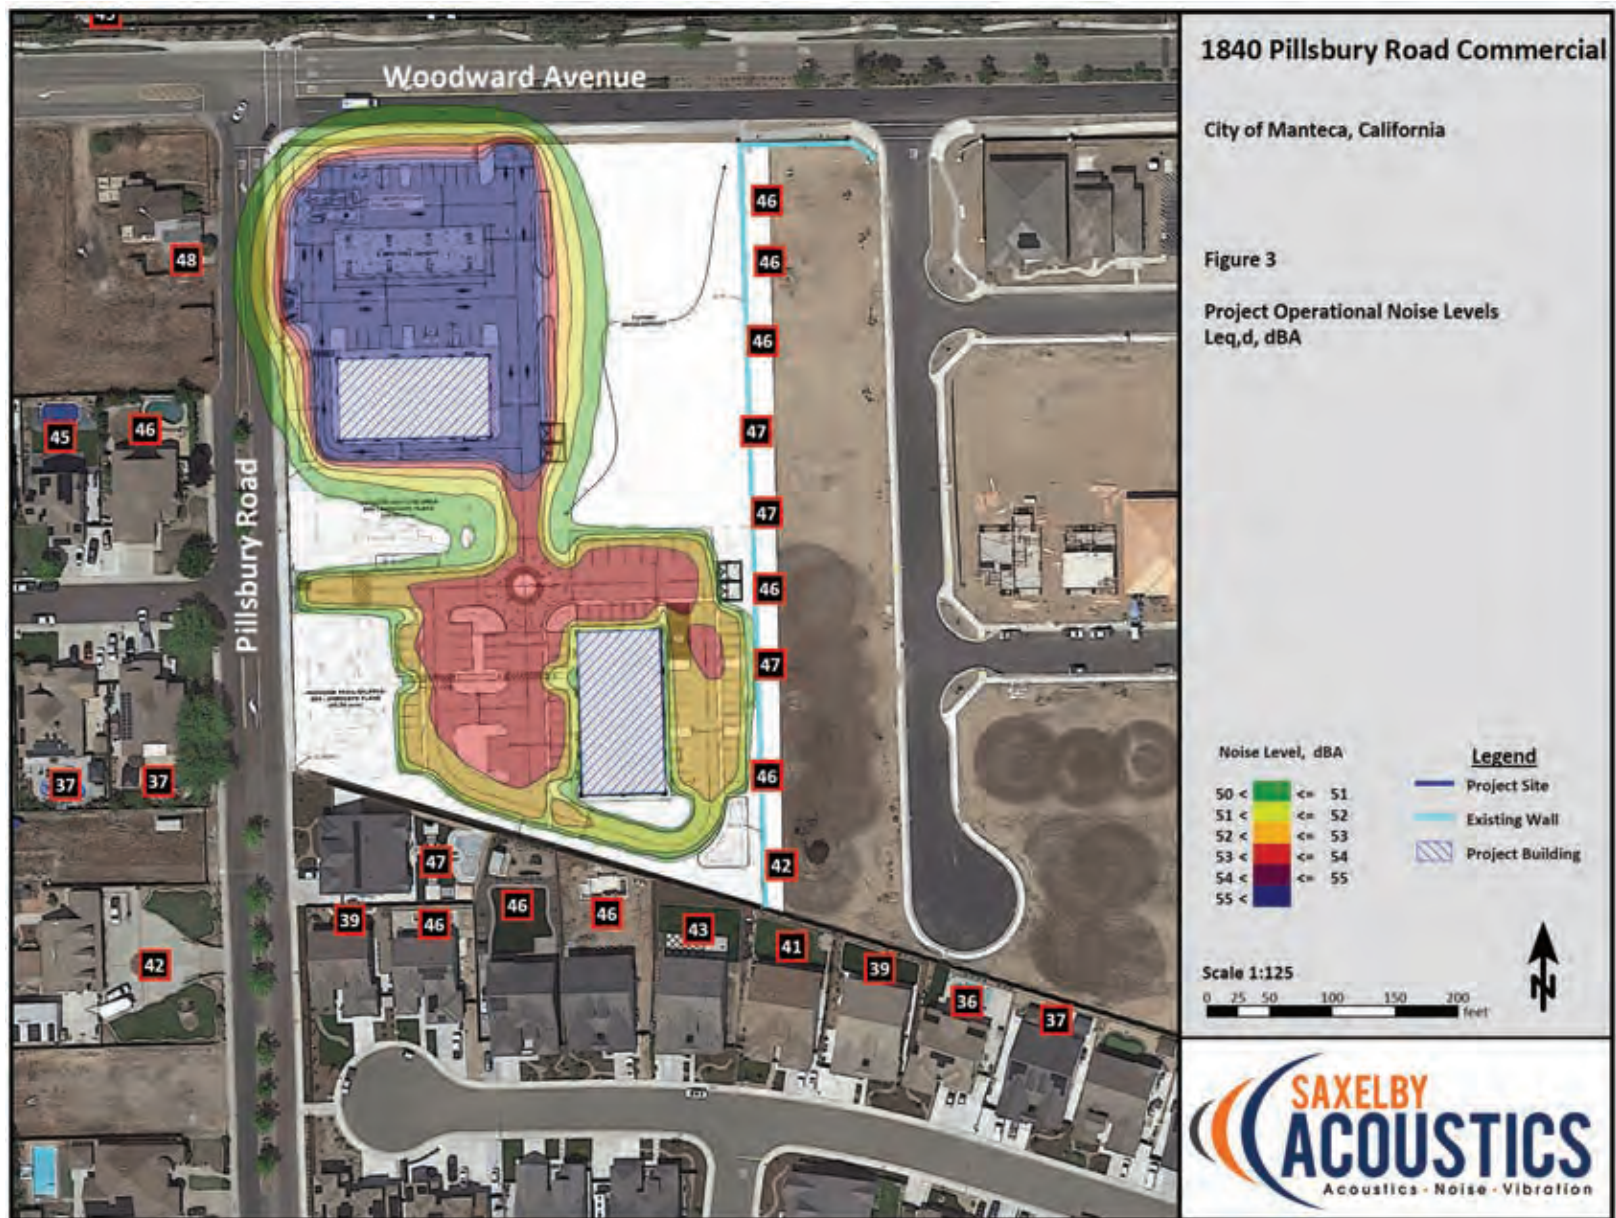 1840 Pillsbury Road Commercial
City of Manteca, California
Figure 3
Project Operational Noise Levels
Leq,d, dBA
Noise Level, dBA
50 < <= 51
51 < <= 52
52 < <= 53
53 < <= 54
54 < <= 55
55 <
Legend
Project Site
Existing Wall
Project Building
Scale 1:125
0 25 50 100 150 200
feet
N
SAXELBY
ACOUSTICS
Acoustics - Noise - Vibration
Woodward Avenue
Pillsbury Road
46
48
46
46
45
46
47
47
46
47
37
37
46
47
42
39
46
46
46
43
41
39
42
36
37